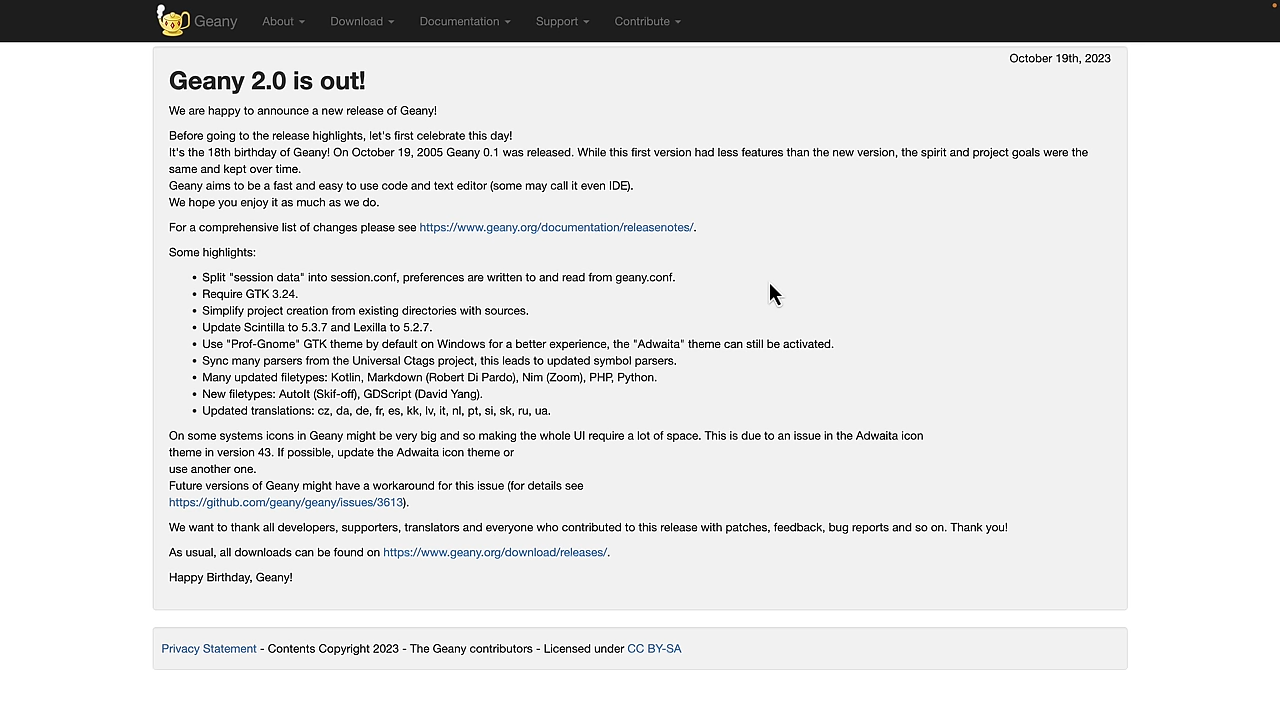 Geany
About
Download
Documentation
Support
Contribute
October 19th, 2023
Geany 2.0 is out!
We are happy to announce a new release of Geany!
Before going to the release highlights, let's first celebrate this day!
It's the 18th birthday of Geany! On October 19, 2005 Geany 0.1 was released. While this first version had less features than the new version, the spirit and project goals were the
same and kept over time.
Geany aims to be a fast and easy to use code and text editor (some may call it even IDE).
We hope you enjoy it as much as we do.
For a comprehensive list of changes please see https://www.geany.org/documentation/releasenotes/.
Some highlights:
• Split "session data" into session.conf, preferences are written to and read from geany.conf.
• Require GTK 3.24.
• Simplify project creation from existing directories with sources.
• Update Scintilla to 5.3.7 and Lexilla to 5.2.7.
• Use "Prof-Gnome" GTK theme by default on Windows for a better experience, the "Adwaita" theme can still be activated.
• Sync many parsers from the Universal Ctags project, this leads to updated symbol parsers.
• Many updated filetypes: Kotlin, Markdown (Robert Di Pardo), Nim (Zoom), PHP, Python.
• New filetypes: AutoIt (Skif-off), GDScript (David Yang).
• Updated translations: cz, da, de, fr, es, kk, lv, it, nl, pt, si, sk, ru, ua.
On some systems icons in Geany might be very big and so making the whole UI require a lot of space. This is due to an issue in the Adwaita icon
theme in version 43. If possible, update the Adwaita icon theme or
use another one.
Future versions of Geany might have a workaround for this issue (for details see
https://github.com/geany/geany/issues/3613).
We want to thank all developers, supporters, translators and everyone who contributed to this release with patches, feedback, bug reports and so on. Thank you!
As usual, all downloads can be found on https://www.geany.org/download/releases/.
Happy Birthday, Geany!
Privacy Statement - Contents Copyright 2023 - The Geany contributors - Licensed under CC BY-SA